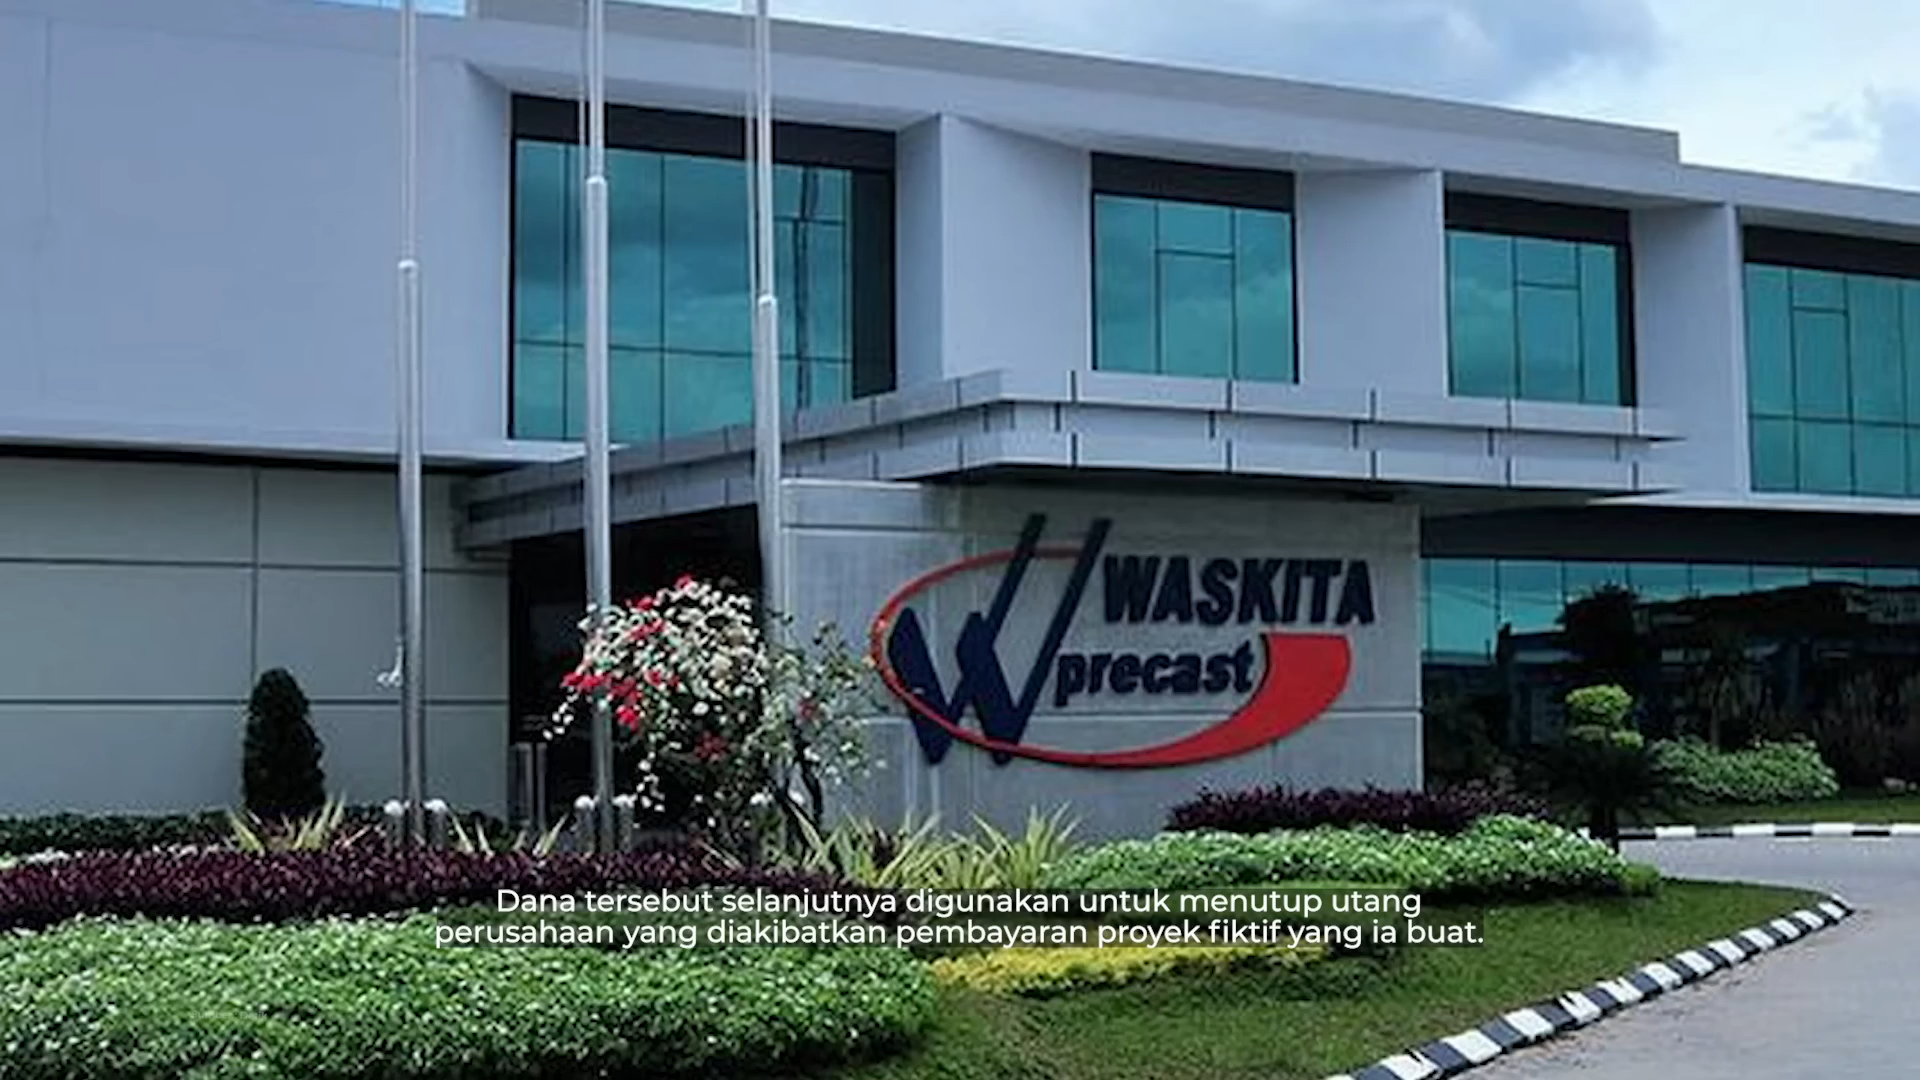 WASKITA
precast
Dana tersebut selanjutnya digunakan untuk menutup utang
perusahaan yang diakibatkan pembayaran proyek fiktif yang ia buat.